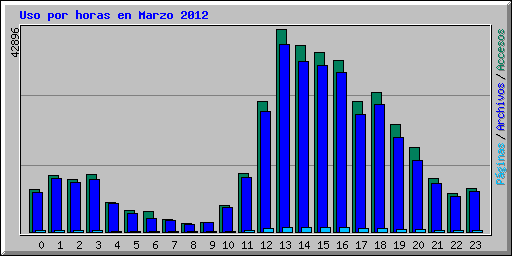 Uso por horas en Marzo 2012
42896
Páginas / Archivos / Accesos
0 1 2 3 4 5 6 7 8 9 10 11 12 13 14 15 16 17 18 19 20 21 22 23